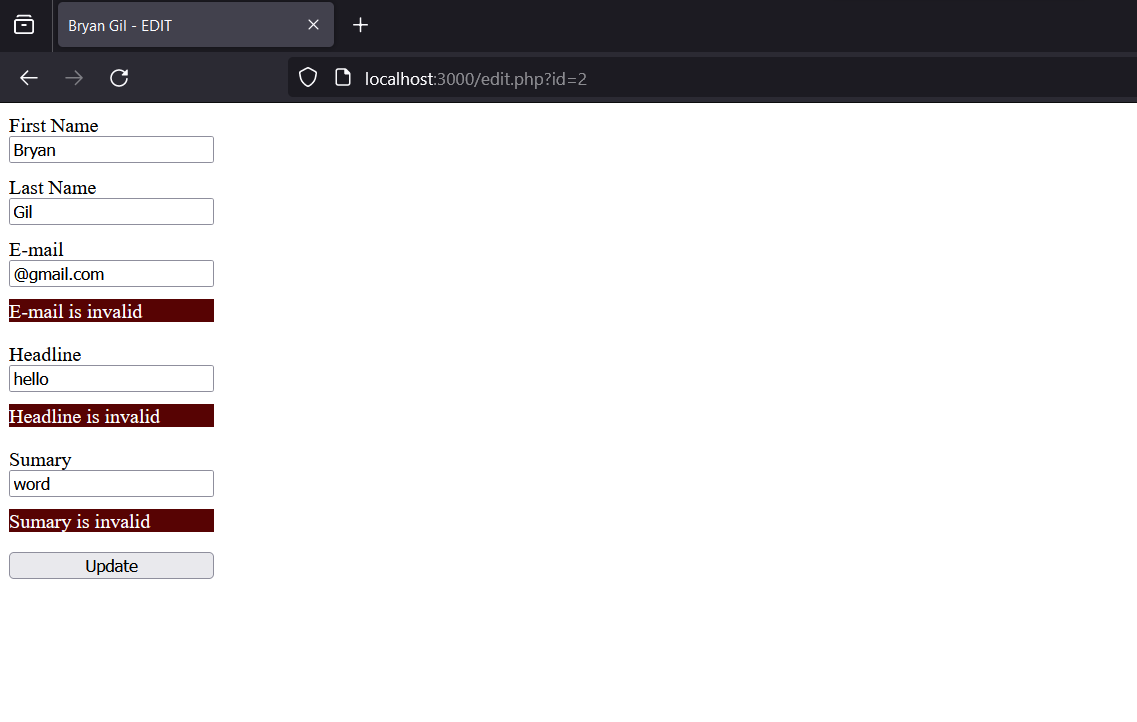 Bryan Gil - EDIT
localhost:3000/edit.php?id=2
First Name
Bryan
Last Name
Gil
E-mail
@gmail.com
E-mail is invalid
Headline
hello
Headline is invalid
Sumary
word
Sumary is invalid
Update